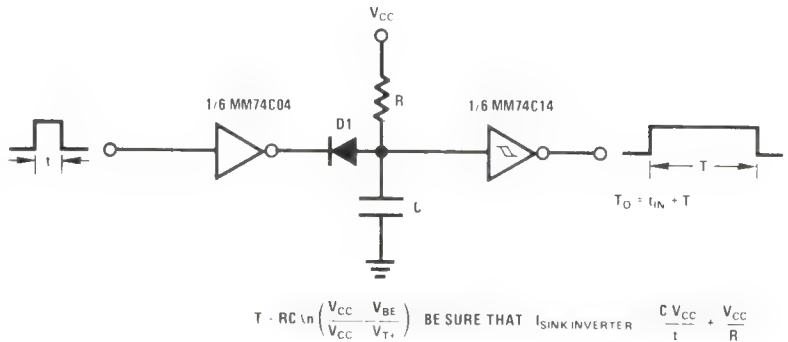 VCC
R
1/6 MM74C04
1/6 MM74C14
D1
t
T
C
TO = tIN + T
T - RC ln (VCC VBE / VCC VT+) BE SURE THAT ISINK INVERTER C VCC / t + VCC / R